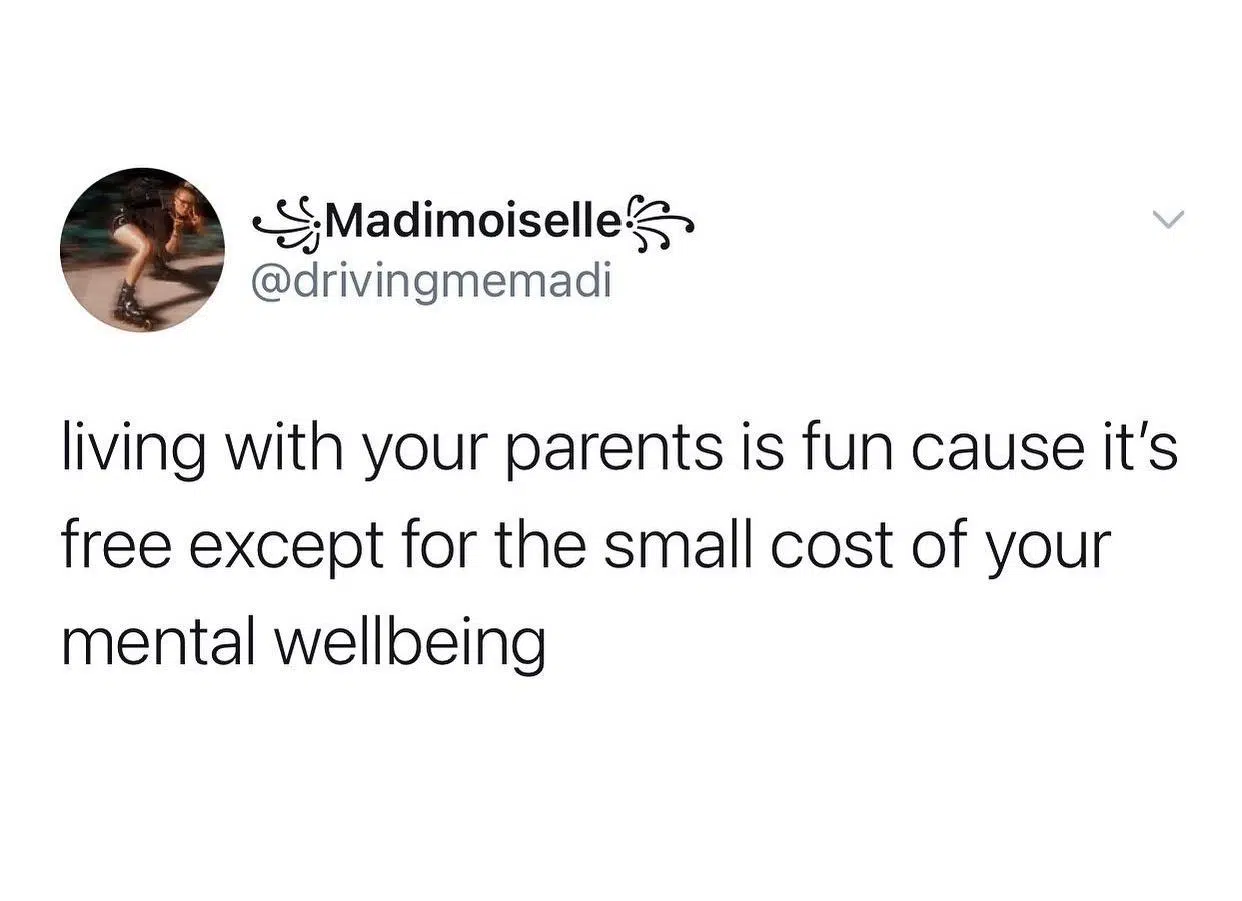 ꧁Madimoiselle꧂
@drivingmemadi
living with your parents is fun cause it’s
free except for the small cost of your
mental wellbeing